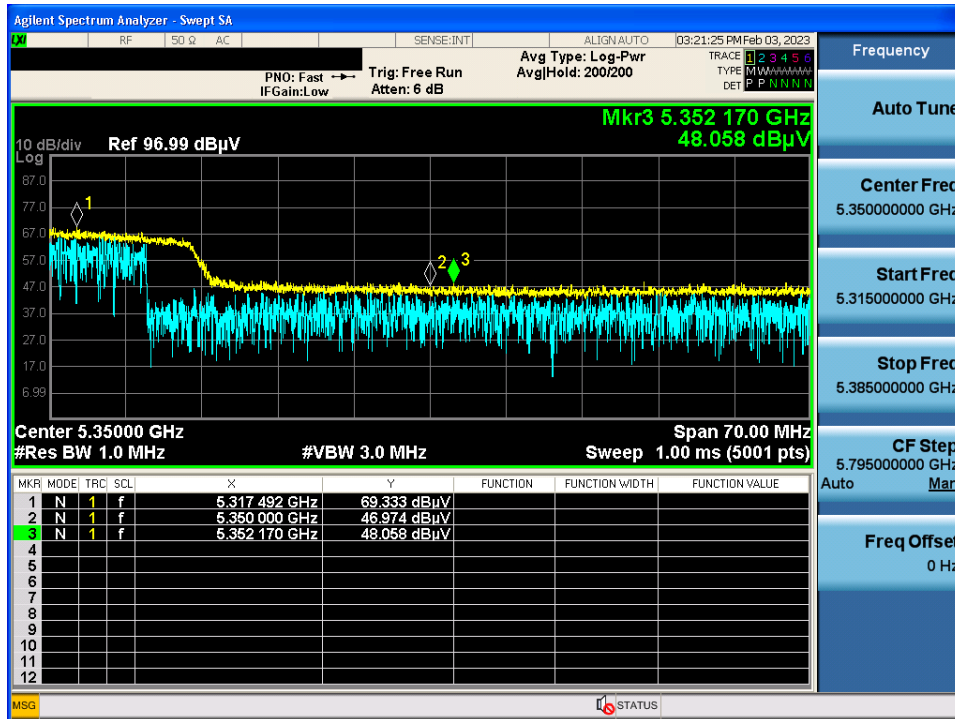 Agilent Spectrum Analyzer - Swept SA
LXI RF 50 Ω AC SENSE:INT ALIGN AUTO 03:21:25 PM Feb 03, 2023
PNO: Fast Trig: Free Run Avg Type: Log-Pwr TRACE 1 2 3 4 5 6
IFGain:Low Atten: 6 dB Avg|Hold: 200/200 TYPE M WWWWW
DET P P N N N N
Mkr3 5.352 170 GHz
48.058 dBµV
10 dB/div Ref 96.99 dBµV
Log
87.0
77.0
67.0
57.0
47.0
37.0
27.0
17.0
6.99
1
2
3
Center 5.35000 GHz Span 70.00 MHz
#Res BW 1.0 MHz #VBW 3.0 MHz Sweep 1.00 ms (5001 pts)
MKR MODE TRC SCL X Y FUNCTION FUNCTION WIDTH FUNCTION VALUE
1 N 1 f 5.317 492 GHz 69.333 dBµV
2 N 1 f 5.350 000 GHz 46.974 dBµV
3 N 1 f 5.352 170 GHz 48.058 dBµV
4
5
6
7
8
9
10
11
12
MSG STATUS
Frequency
Auto Tune
Center Freq
5.350000000 GHz
Start Freq
5.315000000 GHz
Stop Freq
5.385000000 GHz
CF Step
5.795000000 GHz
Auto Man
Freq Offset
0 Hz